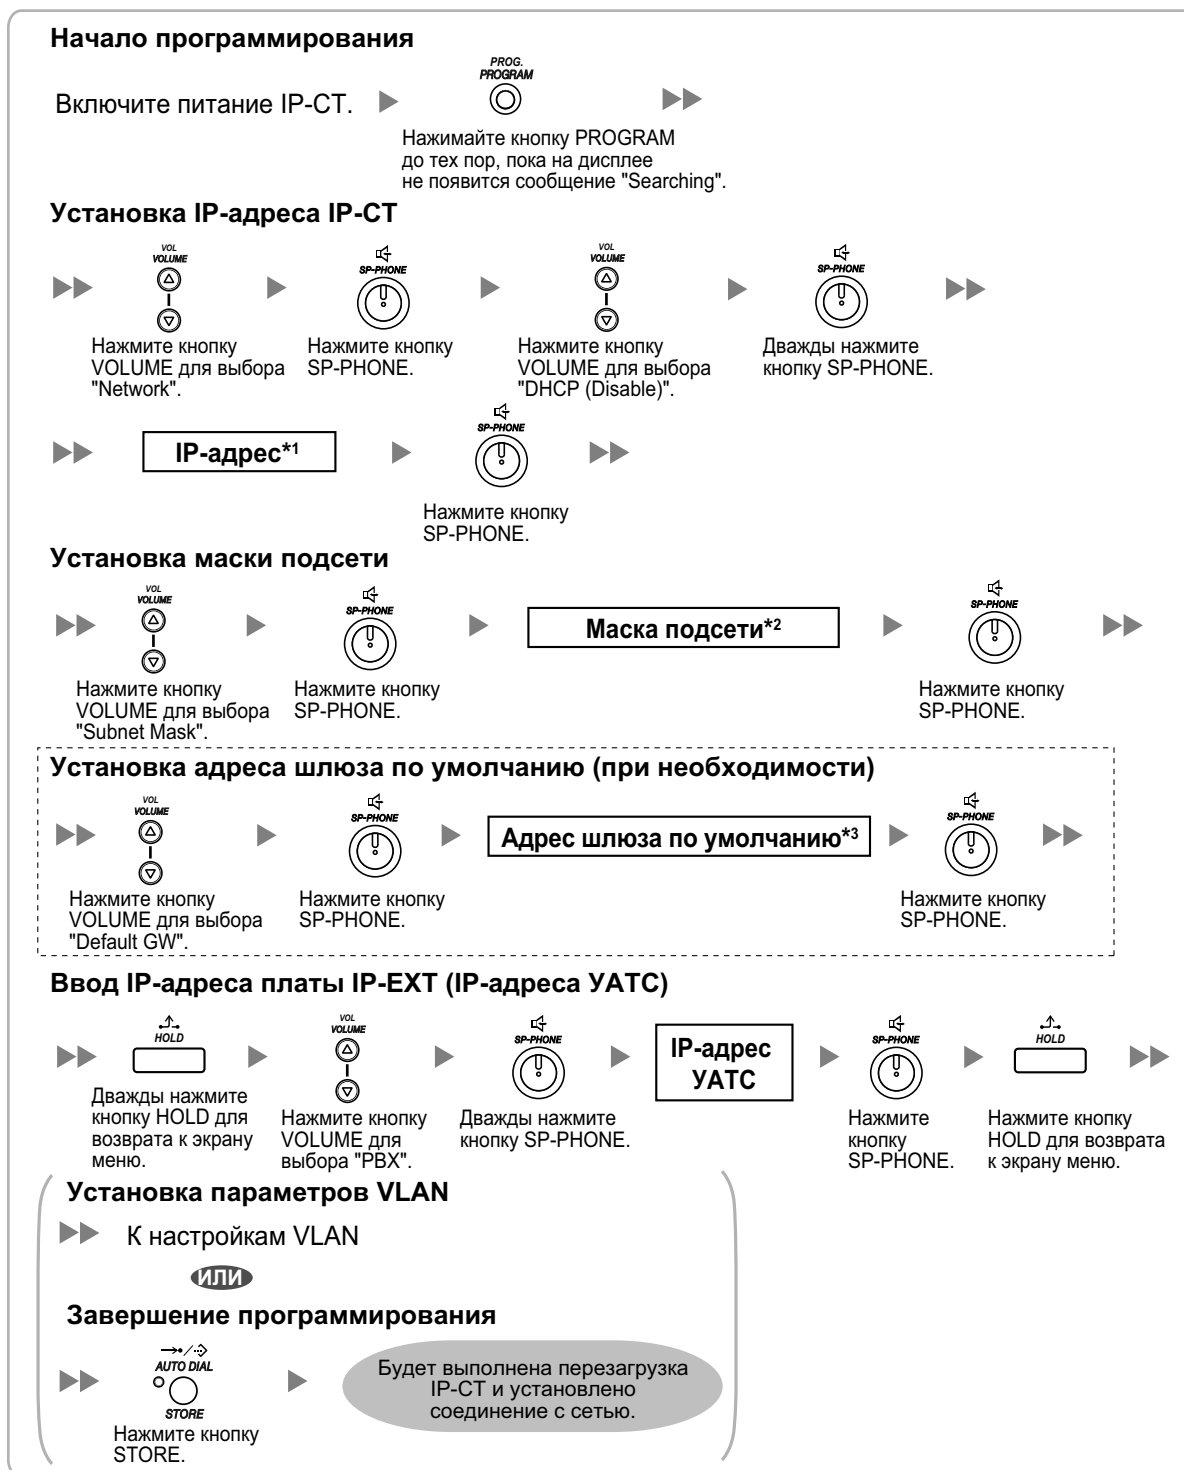 Начало программирования
PROG.
PROGRAM
Включите питание IP-СТ.
Нажимайте кнопку PROGRAM
до тех пор, пока на дисплее
не появится сообщение "Searching".
Установка IP-адреса IP-СТ
VOL
VOLUME
Нажмите кнопку
VOLUME для выбора
"Network".
SP-PHONE
Нажмите кнопку
SP-PHONE.
VOL
VOLUME
Нажмите кнопку
VOLUME для выбора
"DHCP (Disable)".
SP-PHONE
Дважды нажмите
кнопку SP-PHONE.
IP-адрес*1
SP-PHONE
Нажмите кнопку
SP-PHONE.
Установка маски подсети
VOL
VOLUME
Нажмите кнопку
VOLUME для выбора
"Subnet Mask".
SP-PHONE
Нажмите кнопку
SP-PHONE.
Маска подсети*2
SP-PHONE
Нажмите кнопку
SP-PHONE.
Установка адреса шлюза по умолчанию (при необходимости)
VOL
VOLUME
Нажмите кнопку
VOLUME для выбора
"Default GW".
SP-PHONE
Нажмите кнопку
SP-PHONE.
Адрес шлюза по умолчанию*3
SP-PHONE
Нажмите кнопку
SP-PHONE.
Ввод IP-адреса платы IP-EXT (IP-адреса УАТС)
HOLD
Дважды нажмите
кнопку HOLD для
возврата к экрану
меню.
VOL
VOLUME
Нажмите кнопку
VOLUME для
выбора "PBX".
SP-PHONE
Дважды нажмите
кнопку SP-PHONE.
IP-адрес
УАТС
SP-PHONE
Нажмите
кнопку
SP-PHONE.
HOLD
Нажмите кнопку
HOLD для возврата
к экрану меню.
Установка параметров VLAN
К настройкам VLAN
ИЛИ
Завершение программирования
AUTO DIAL
STORE
Нажмите кнопку
STORE.
Будет выполнена перезагрузка
IP-СТ и установлено
соединение с сетью.